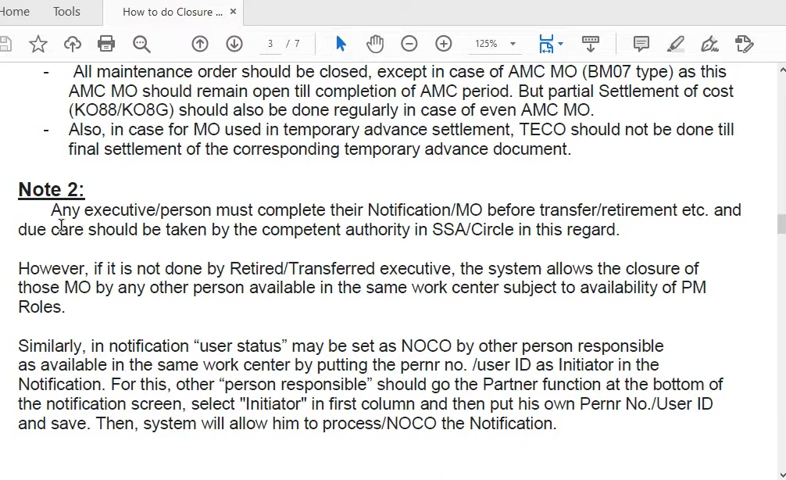 Home
Tools
How to do Closure ...
×
3 / 7
125%
- All maintenance order should be closed, except in case of AMC MO (BM07 type) as this
AMC MO should remain open till completion of AMC period. But partial Settlement of cost
(KO88/KO8G) should also be done regularly in case of even AMC MO.
- Also, in case for MO used in temporary advance settlement, TECO should not be done till
final settlement of the corresponding temporary advance document.
Note 2:
Any executive/person must complete their Notification/MO before transfer/retirement etc. and
due care should be taken by the competent authority in SSA/Circle in this regard.
However, if it is not done by Retired/Transferred executive, the system allows the closure of
those MO by any other person available in the same work center subject to availability of PM
Roles.
Similarly, in notification “user status” may be set as NOCO by other person responsible
as available in the same work center by putting the pernr no. /user ID as Initiator in the
Notification. For this, other “person responsible” should go the Partner function at the bottom of
the notification screen, select "Initiator" in first column and then put his own Pernr No./User ID
and save. Then, system will allow him to process/NOCO the Notification.